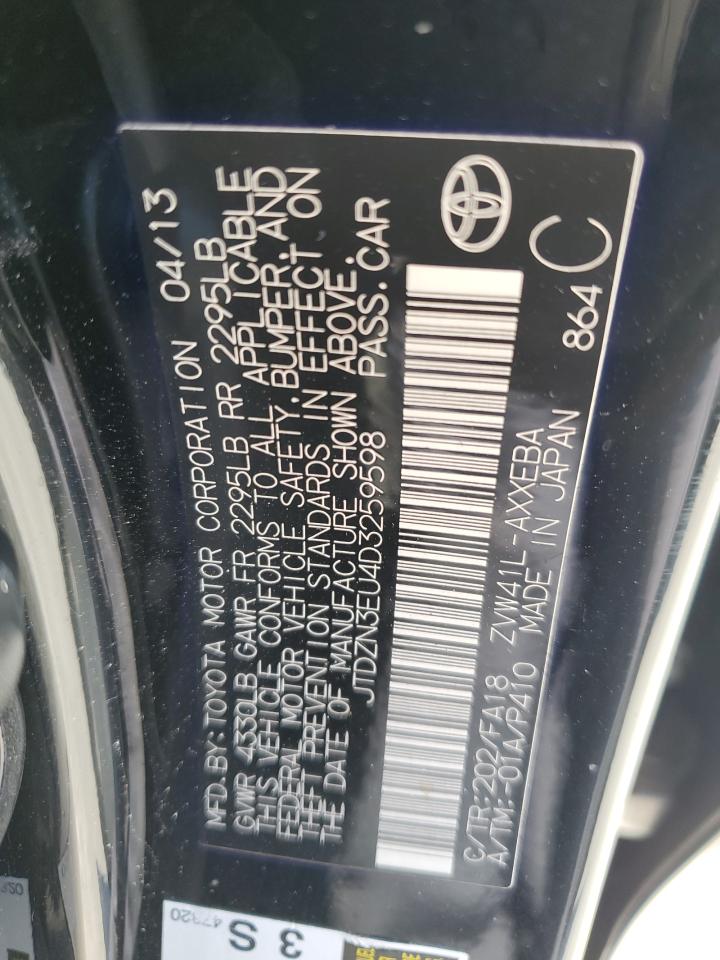 MFD.BY:TOYOTA MOTOR CORPORATION 04/13
GVWR 4330LB GAWR FR 2295LB RR 2295LB
THIS VEHICLE CONFORMS TO ALL APPLICABLE
FEDERAL MOTOR VEHICLE SAFETY,BUMPER,AND
THEFT PREVENTION STANDARDS IN EFFECT ON
THE DATE OF MANUFACTURE SHOWN ABOVE.
JTDZN3EU4D3259598 PASS.CAR
C/TR:202/FA18 ZVW41L-AXXEBA
A/TM:-01A/P410 MADE IN JAPAN
864 C
3 S
47320